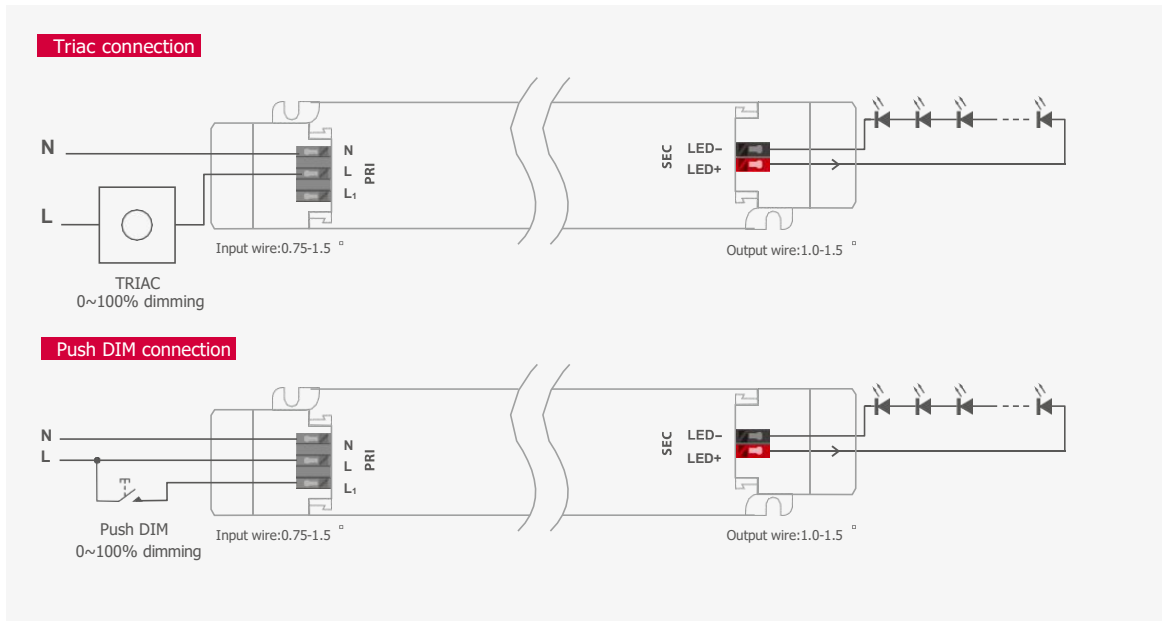 Triac connection
N
L
TRIAC
0~100% dimming
N
L
L1
PRI
Input wire:0.75-1.5 □
SEC
LED–
LED+
Output wire:1.0-1.5 □
Push DIM connection
N
L
Push DIM
0~100% dimming
N
L
L1
PRI
Input wire:0.75-1.5 □
SEC
LED–
LED+
Output wire:1.0-1.5 □